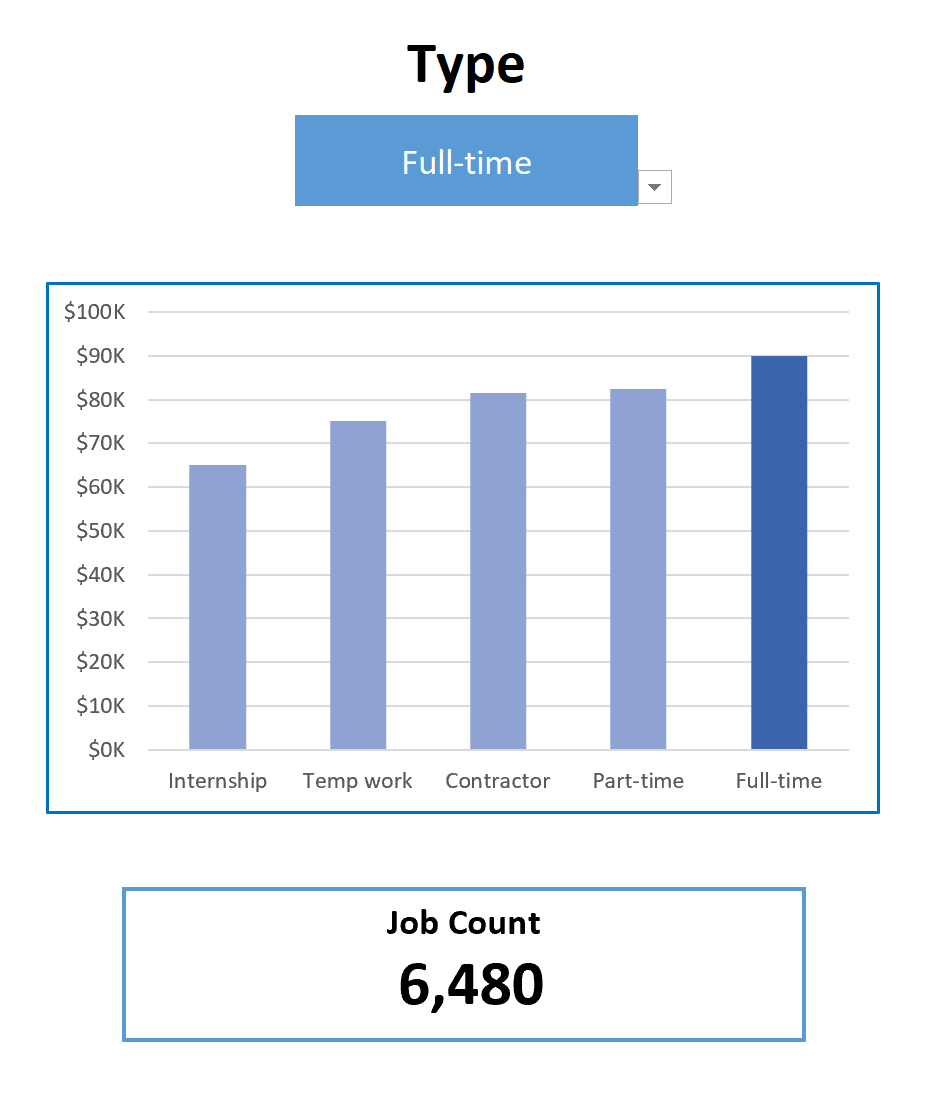 Type
Full-time
$100K
$90K
$80K
$70K
$60K
$50K
$40K
$30K
$20K
$10K
$0K
Internship Temp work Contractor Part-time Full-time
Job Count
6,480